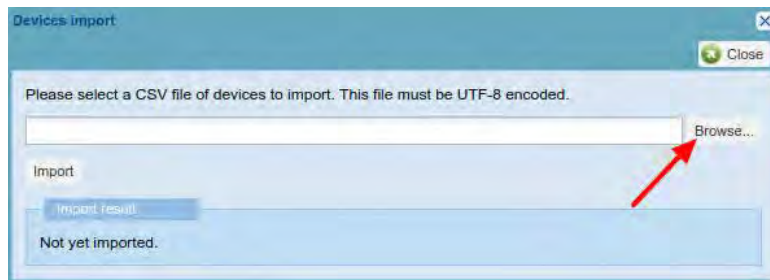 Devices import
Close
Please select a CSV file of devices to import. This file must be UTF-8 encoded.
Browse...
Import
Import result
Not yet imported.